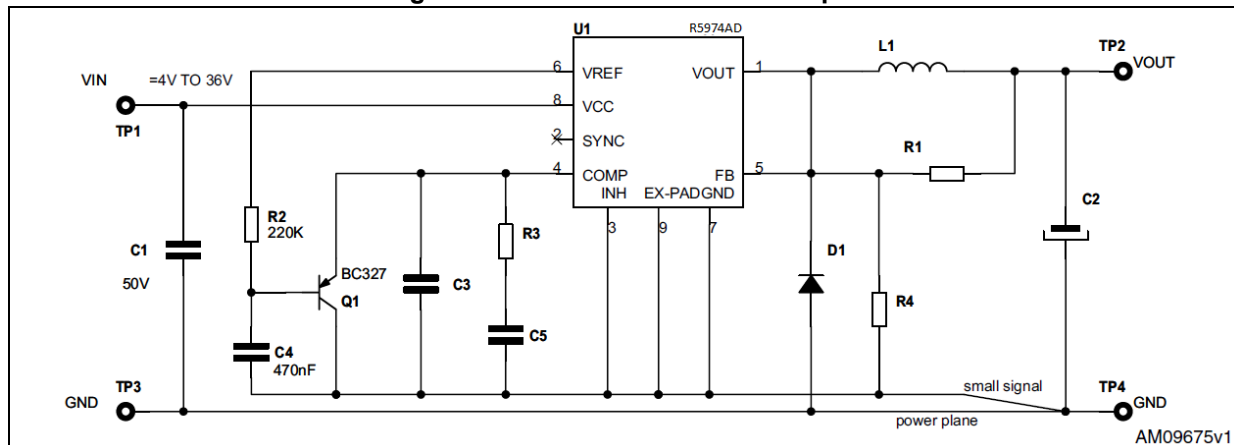 U1
R5974AD
L1
TP2
VIN
=4V TO 36V
6
VREF
VOUT
1
VOUT
8
VCC
TP1
2
SYNC
R1
4
COMP
FB
5
INH
EX-PAD
GND
C2
R2
220K
3
9
7
R3
C1
D1
BC327
50V
C3
Q1
R4
C4
470nF
C5
TP3
small signal
TP4
GND
GND
power plane
AM09675v1